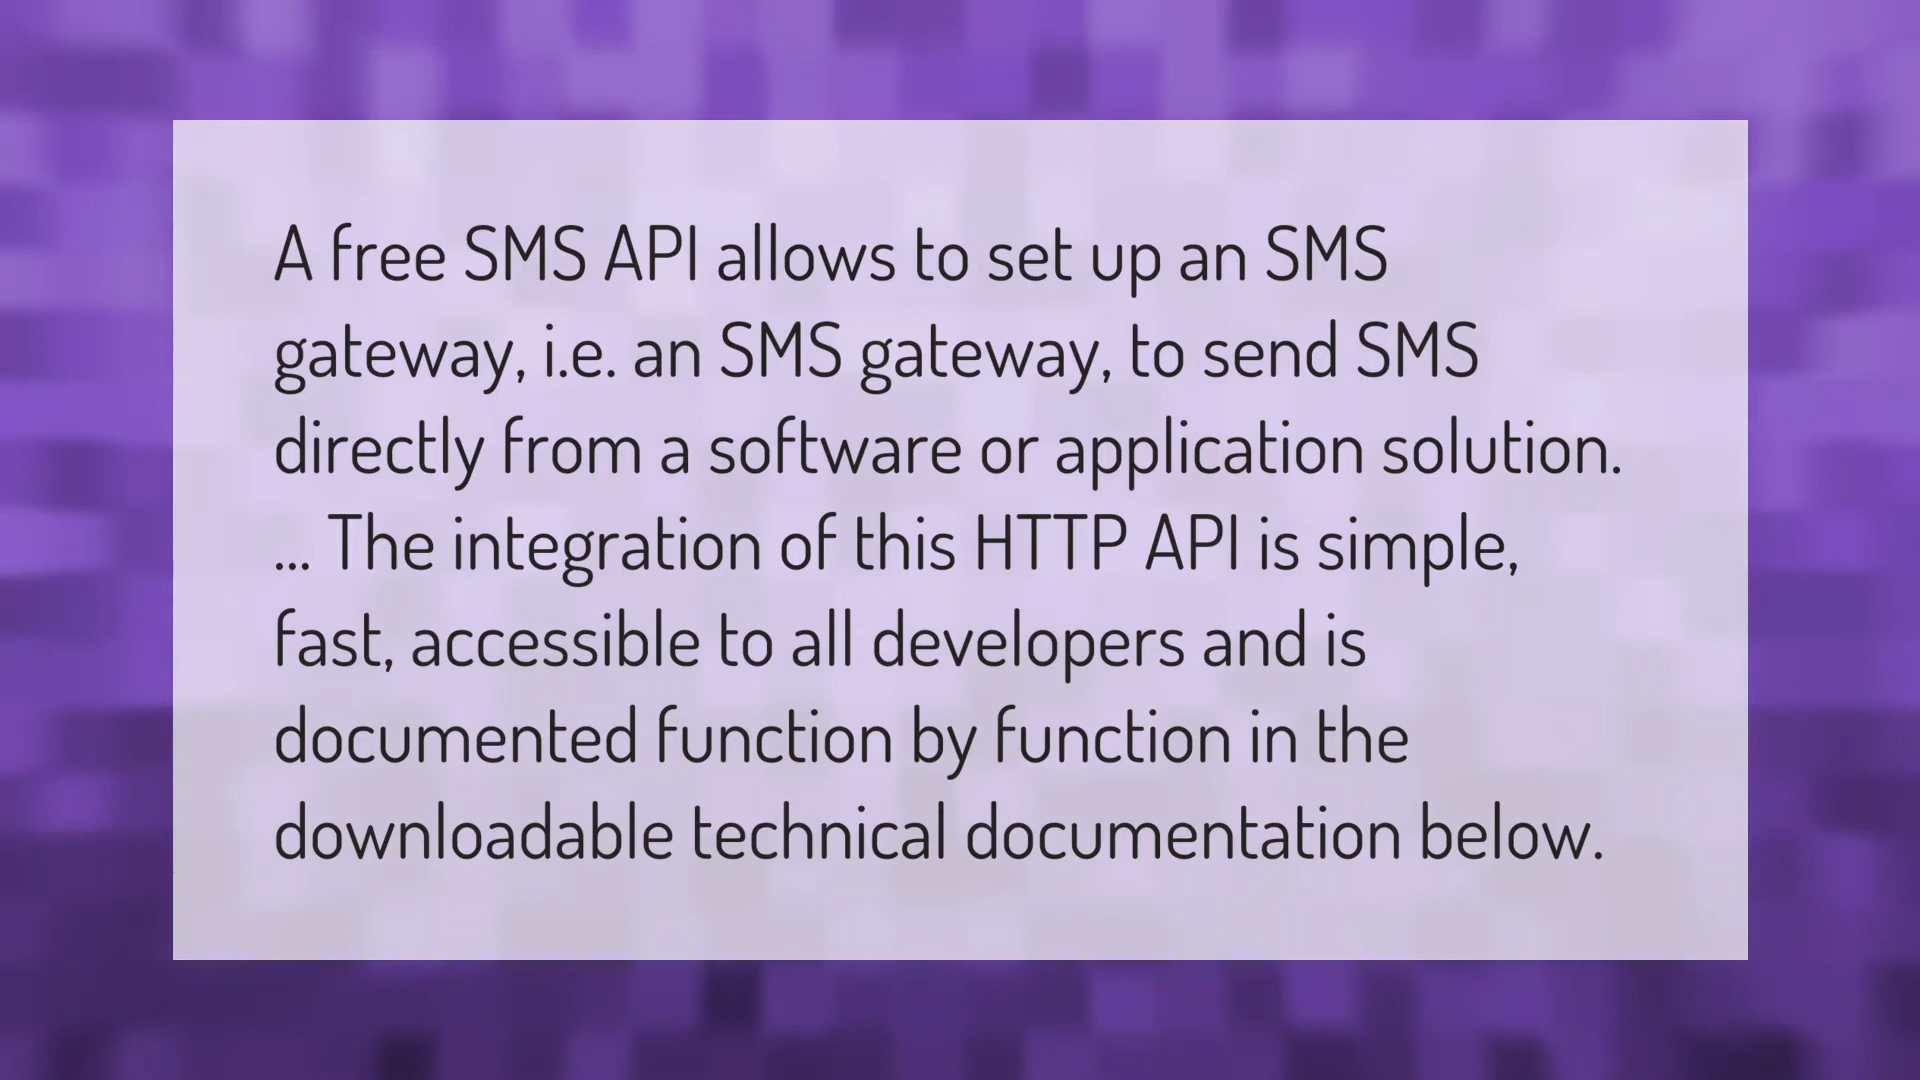 A free SMS API allows to set up an SMS
gateway, i.e. an SMS gateway, to send SMS
directly from a software or application solution.
... The integration of this HTTP API is simple,
fast, accessible to all developers and is
documented function by function in the
downloadable technical documentation below.